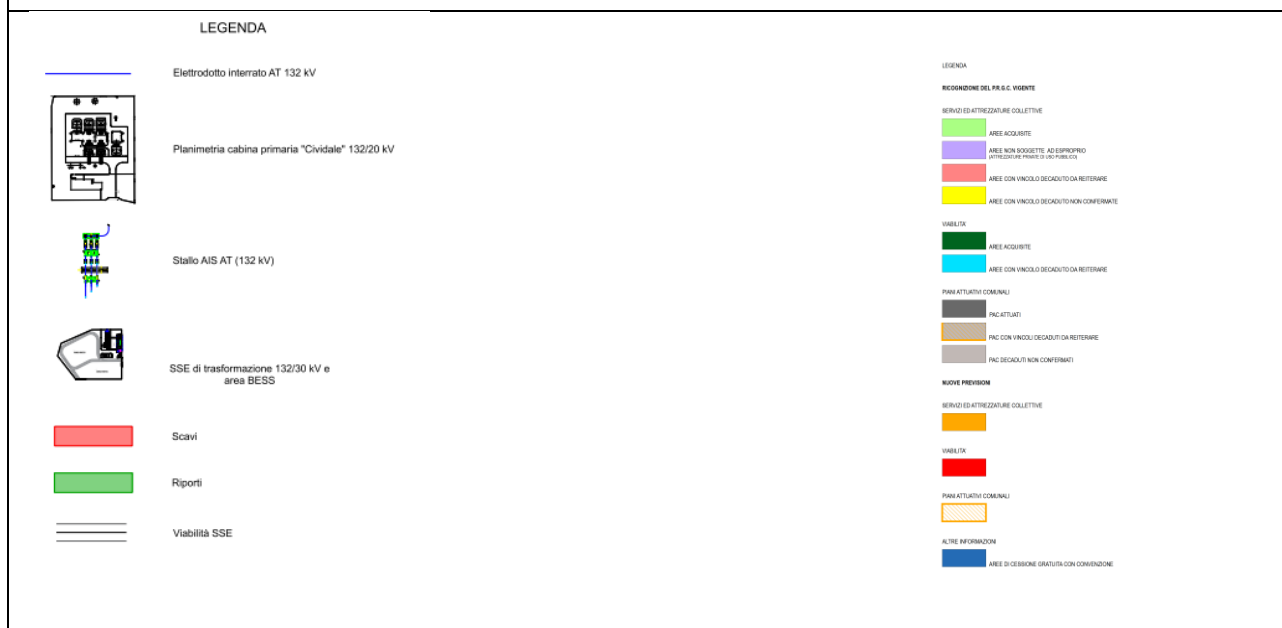 LEGENDA
Elettrodotto interrato AT 132 kV
Planimetria cabina primaria "Cividale" 132/20 kV
Stallo AIS AT (132 kV)
SSE di trasformazione 132/30 kV e
area BESS
Scavi
Riporti
Viabilità SSE
LEGENDA
RICOGNIZIONE DEL P.R.G.C. VIGENTE
SERVIZI ED ATTREZZATURE COLLETTIVE
AREE ACQUISITE
AREE NON SOGGETTE AD ESPROPRIO
(ATTREZZATURE PRIVATE DI USO PUBBLICO)
AREE CON VINCOLO DECADUTO DA REITERARE
AREE CON VINCOLO DECADUTO NON CONFERMATE
VIABILITA'
AREE ACQUISITE
AREE CON VINCOLO DECADUTO DA REITERARE
PIANI ATTUATIVI COMUNALI
PAC ATTUATI
PAC CON VINCOLI DECADUTI DA REITERARE
PAC DECADUTI NON CONFERMATI
NUOVE PREVISIONI
SERVIZI ED ATTREZZATURE COLLETTIVE
VIABILITA'
PIANI ATTUATIVI COMUNALI
ALTRE INFORMAZIONI
AREE DI CESSIONE GRATUITA CON CONVENZIONE